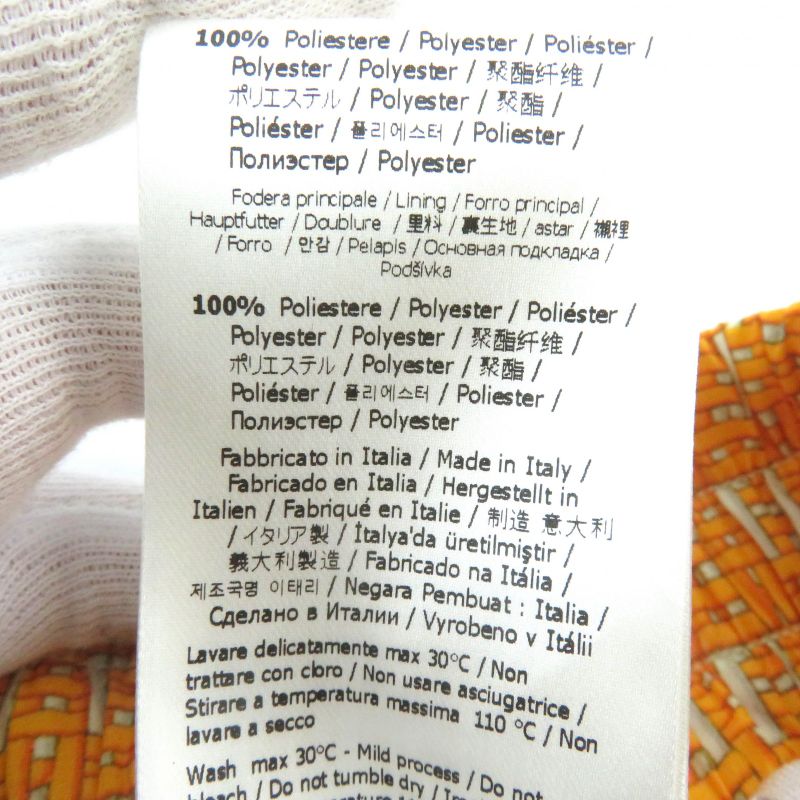 100% Poliestere / Polyester / Poliéster /
Polyester / Polyester / 聚酯纤维 /
ポリエステル / Polyester / 聚酯 /
Poliéster / 폴리에스터 / Poliester /
Полиэстер / Polyester
Fodera principale / Lining / Forro principal /
Hauptfutter / Doublure / 里料 / 裏生地 / astar / 襯裡
/ Forro / 안감 / Pelapis / Основная подкладка /
Podšívka
100% Poliestere / Polyester / Poliéster /
Polyester / Polyester / 聚酯纤维 /
ポリエステル / Polyester / 聚酯 /
Poliéster / 폴리에스터 / Poliester /
Полиэстер / Polyester
Fabbricato in Italia / Made in Italy /
Fabricado en Italia / Hergestellt in
Italien / Fabriqué en Italie / 制造 意大利
/ イタリア製 / İtalya'da üretilmiştir /
義大利製造 / Fabricado na Itália /
제조국명 이태리 / Negara Pembuat : Italia /
Сделано в Италии / Vyrobeno v Itálii
Lavare delicatamente max 30°C / Non
trattare con cloro / Non usare asciugatrice /
Stirare a temperatura massima 110 °C / Non
lavare a secco
Wash max 30°C - Mild process / Do not
bleach / Do not tumble dry /